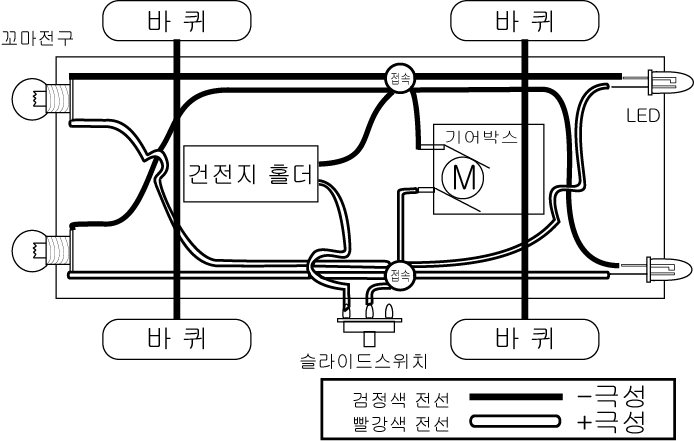 바 퀴
바 퀴
꼬마전구
접속
LED
기어박스
건전지 홀더
M
접속
바 퀴
바 퀴
슬라이드스위치
검정색 전선 -극성
빨강색 전선 +극성